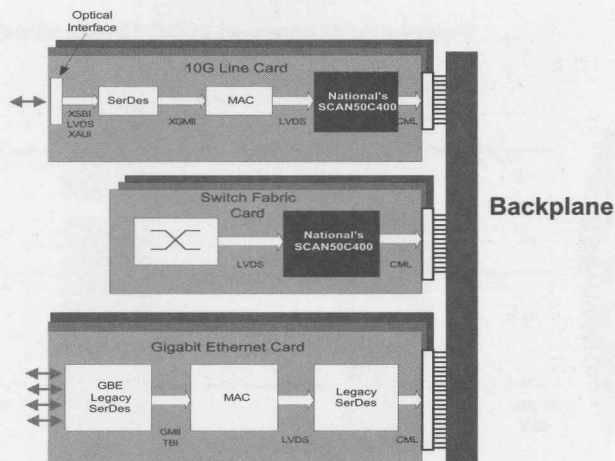 Optical
Interface
10G Line Card
SerDes
MAC
National's
SCAN50C400
XSBI
LVDS
XAUi
XGMII
LVDS
CML
Switch Fabric
Card
National's
SCAN50C400
LVDS
CML
Backplane
Gigabit Ethernet Card
GBE
Legacy
SerDes
MAC
Legacy
SerDes
GMII
TBI
LVDS
CML